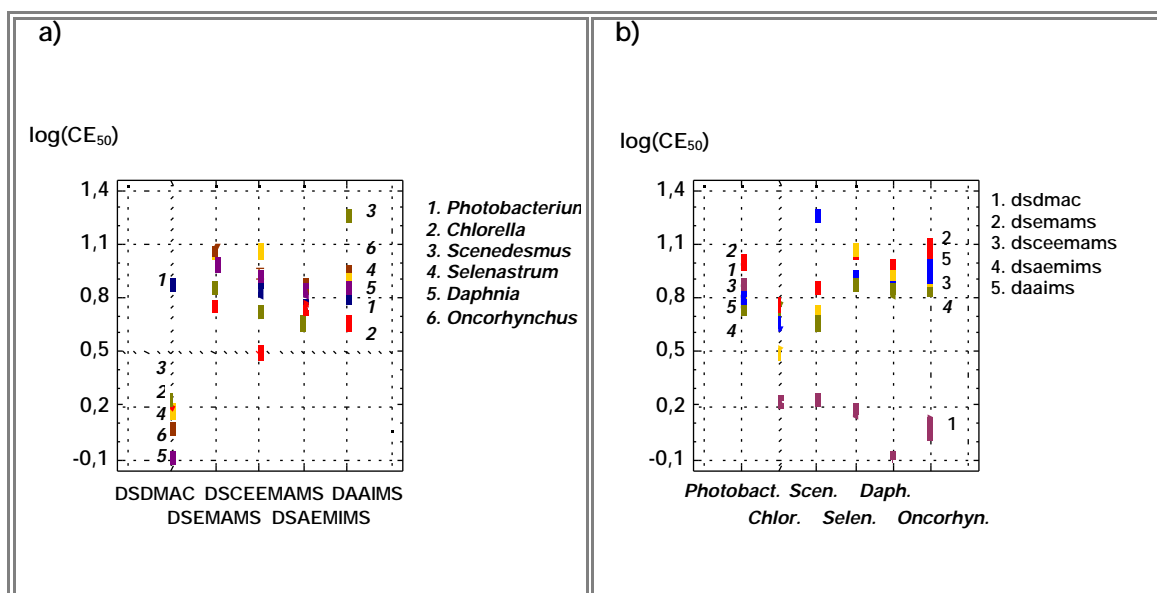 a)
log(CE50)
1,4
1,1
0,8
0,5
0,2
-0,1
3
6
4
5
1
2
1
3
2
4
6
5
DSDMAC DSCEEMAMS DAAIMS
DSEMAMS DSAEMIMS
1. Photobacterium
2. Chlorella
3. Scenedesmus
4. Selenastrum
5. Daphnia
6. Oncorhynchus
b)
log(CE50)
1,4
1,1
0,8
0,5
0,2
-0,1
2
1
3
5
4
2
5
3
4
1
Photobact. Scen. Daph.
Chlor. Selen. Oncorhyn.
1. dsdmac
2. dsemams
3. dsceemams
4. dsaemims
5. daaims